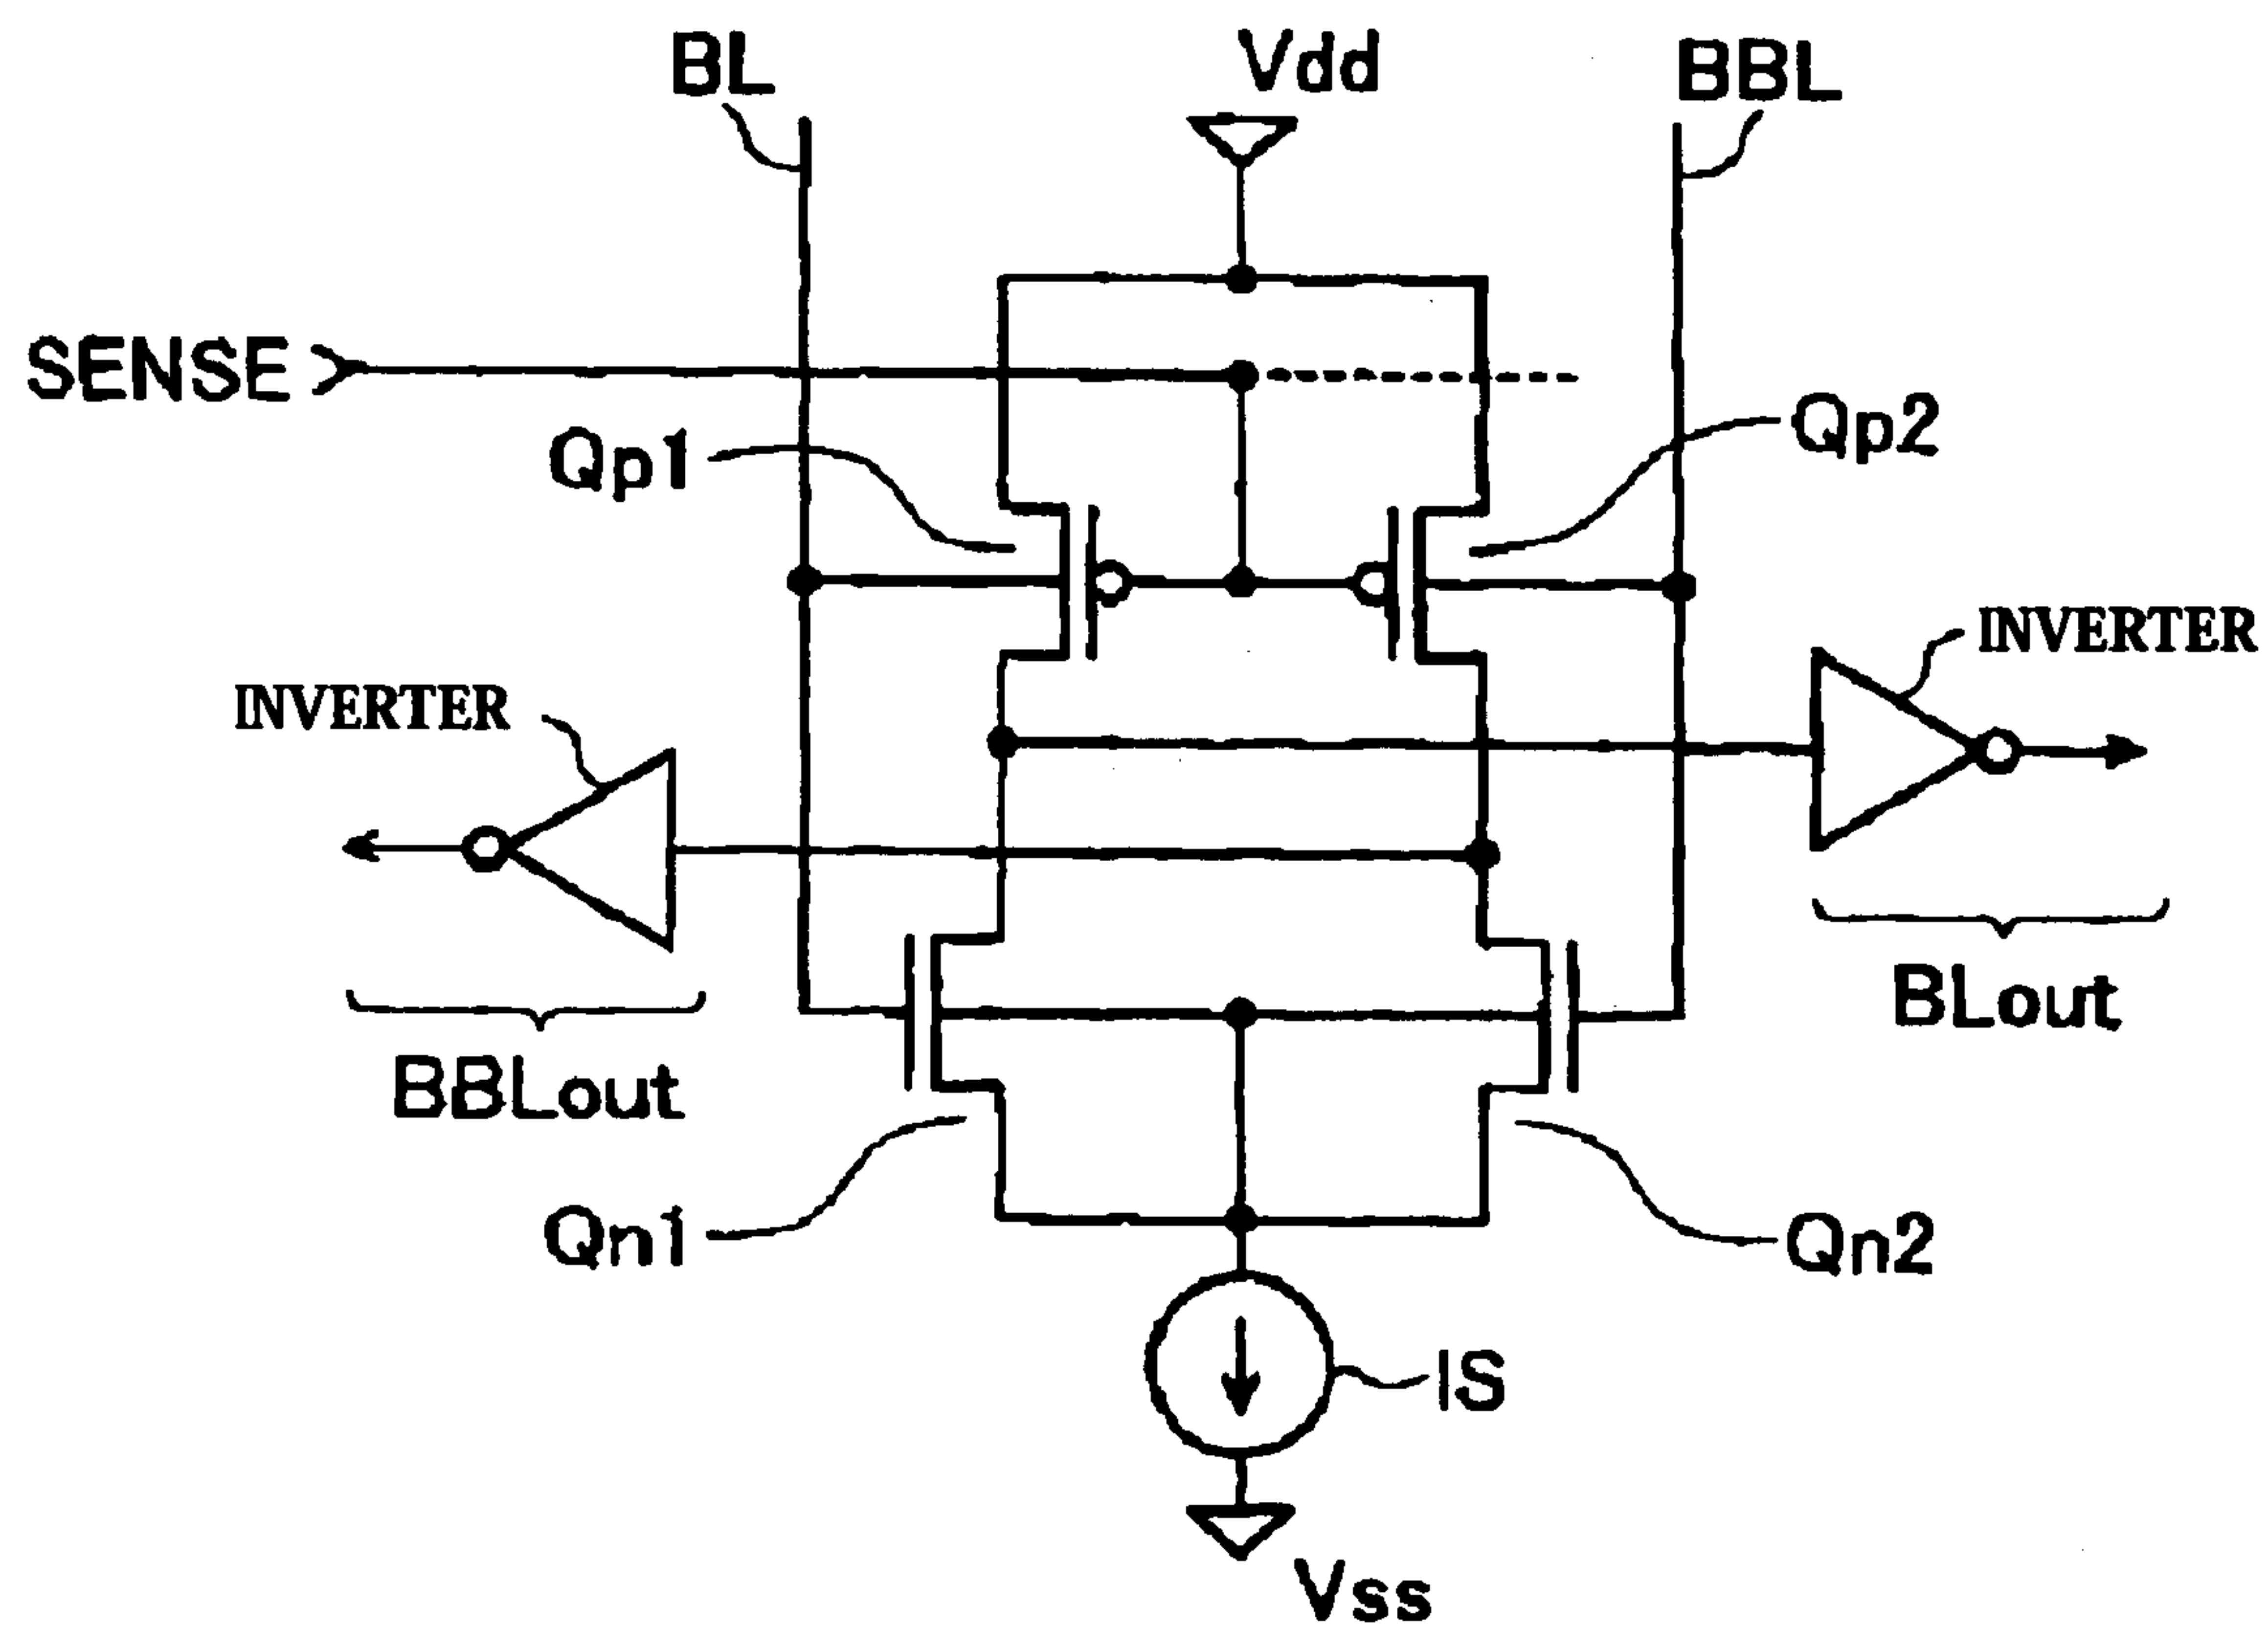 BL
Vdd
BBL
SENSE
Qp1
Qp2
INVERTER
INVERTER
BLout
BBLout
Qn1
Qn2
IS
Vss